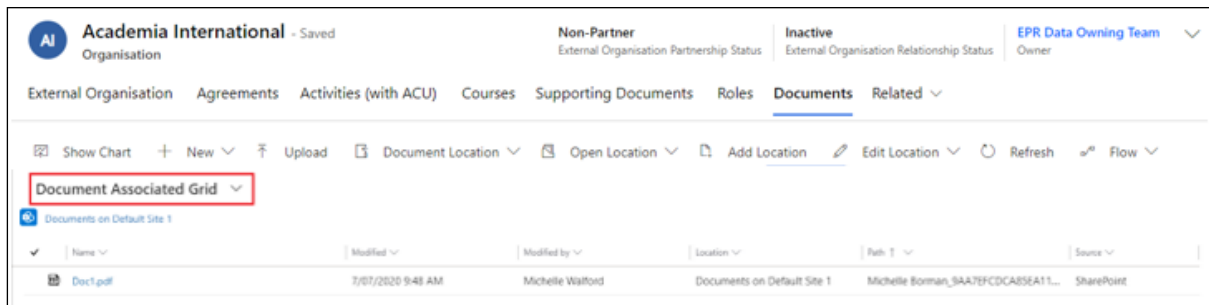 AI
Academia International - Saved
Organisation
Non-Partner
External Organisation Partnership Status
Inactive
External Organisation Relationship Status
EPR Data Owning Team
Owner
External Organisation Agreements Activities (with ACU) Courses Supporting Documents Roles Documents Related
Show Chart New Upload Document Location Open Location Add Location Edit Location Refresh Flow
Document Associated Grid
Documents on Default Site 1
Name Modified Modified by Location Path Source
Doc1.pdf 7/07/2020 9:48 AM Michelle Walford Documents on Default Site 1 Michelle Borman_9AA7EFCDCA85EA11... SharePoint